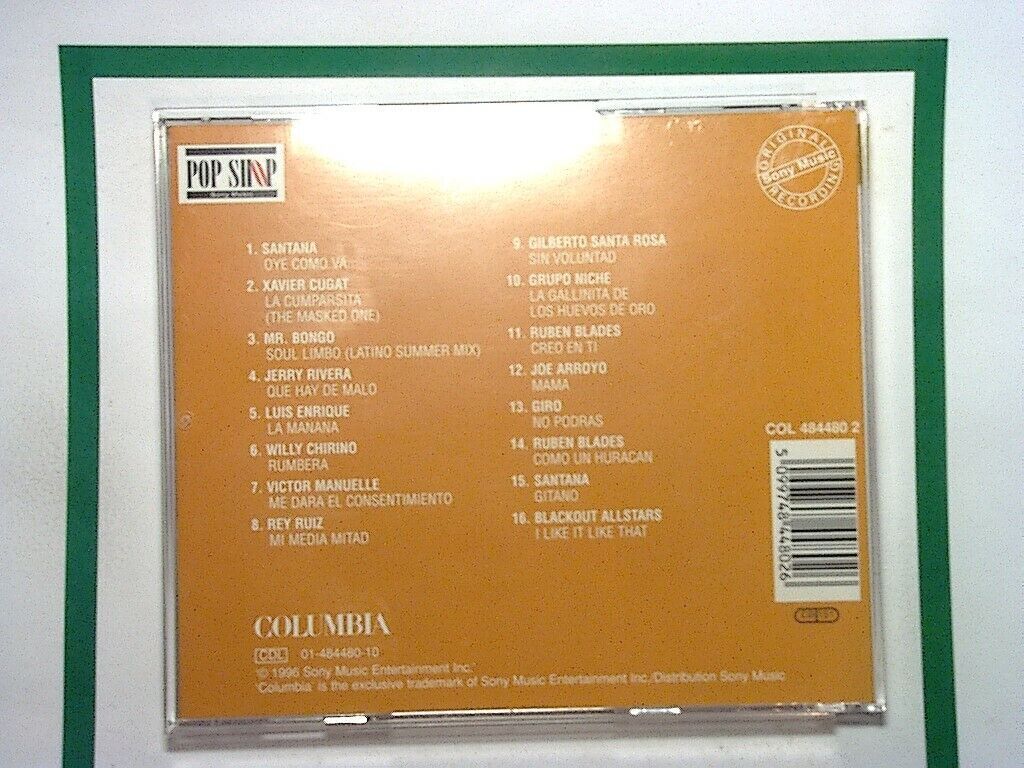 POP SHOP
Sony Music
ORIGINAL
Sony Music
RECORDING
1. SANTANA
OYE COMO VA
2. XAVIER CUGAT
LA CUMPARSITA
(THE MASKED ONE)
3. MR. BONGO
SOUL LIMBO (LATINO SUMMER MIX)
4. JERRY RIVERA
QUE HAY DE MALO
5. LUIS ENRIQUE
LA MANANA
6. WILLY CHIRINO
RUMBERA
7. VICTOR MANUELLE
ME DARA EL CONSENTIMIENTO
8. REY RUIZ
MI MEDIA MITAD
9. GILBERTO SANTA ROSA
SIN VOLUNTAD
10. GRUPO NICHE
LA GALLINITA DE
LOS HUEVOS DE ORO
11. RUBEN BLADES
CREO EN TI
12. JOE ARROYO
MAMA
13. GIRO
NO PODRAS
14. RUBEN BLADES
COMO UN HURACAN
15. SANTANA
GITANO
16. BLACKOUT ALLSTARS
I LIKE IT LIKE THAT
COL 484480 2
5 099748 448026
COLUMBIA
COL 01-484480-10
© 1996 Sony Music Entertainment Inc./
'Columbia' is the exclusive trademark of Sony Music Entertainment Inc./Distribution Sony Music